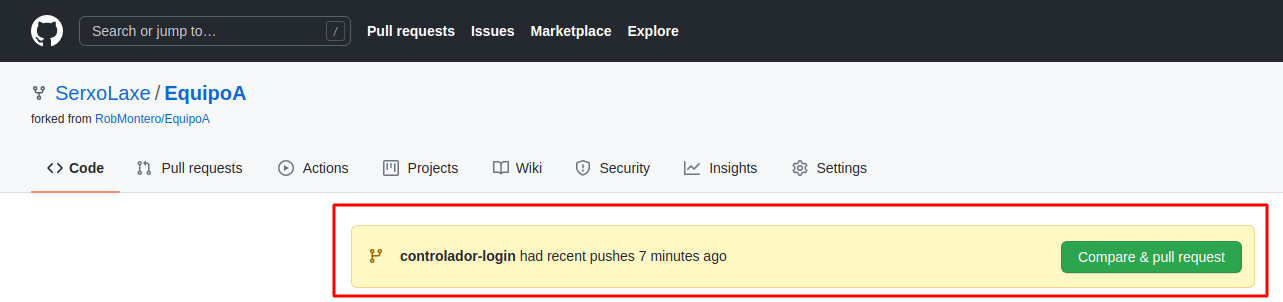 Search or jump to… / Pull requests Issues Marketplace Explore
SerxoLaxe / EquipoA
forked from RobMontero/EquipoA
Code Pull requests Actions Projects Wiki Security Insights Settings
controlador-login had recent pushes 7 minutes ago Compare & pull request